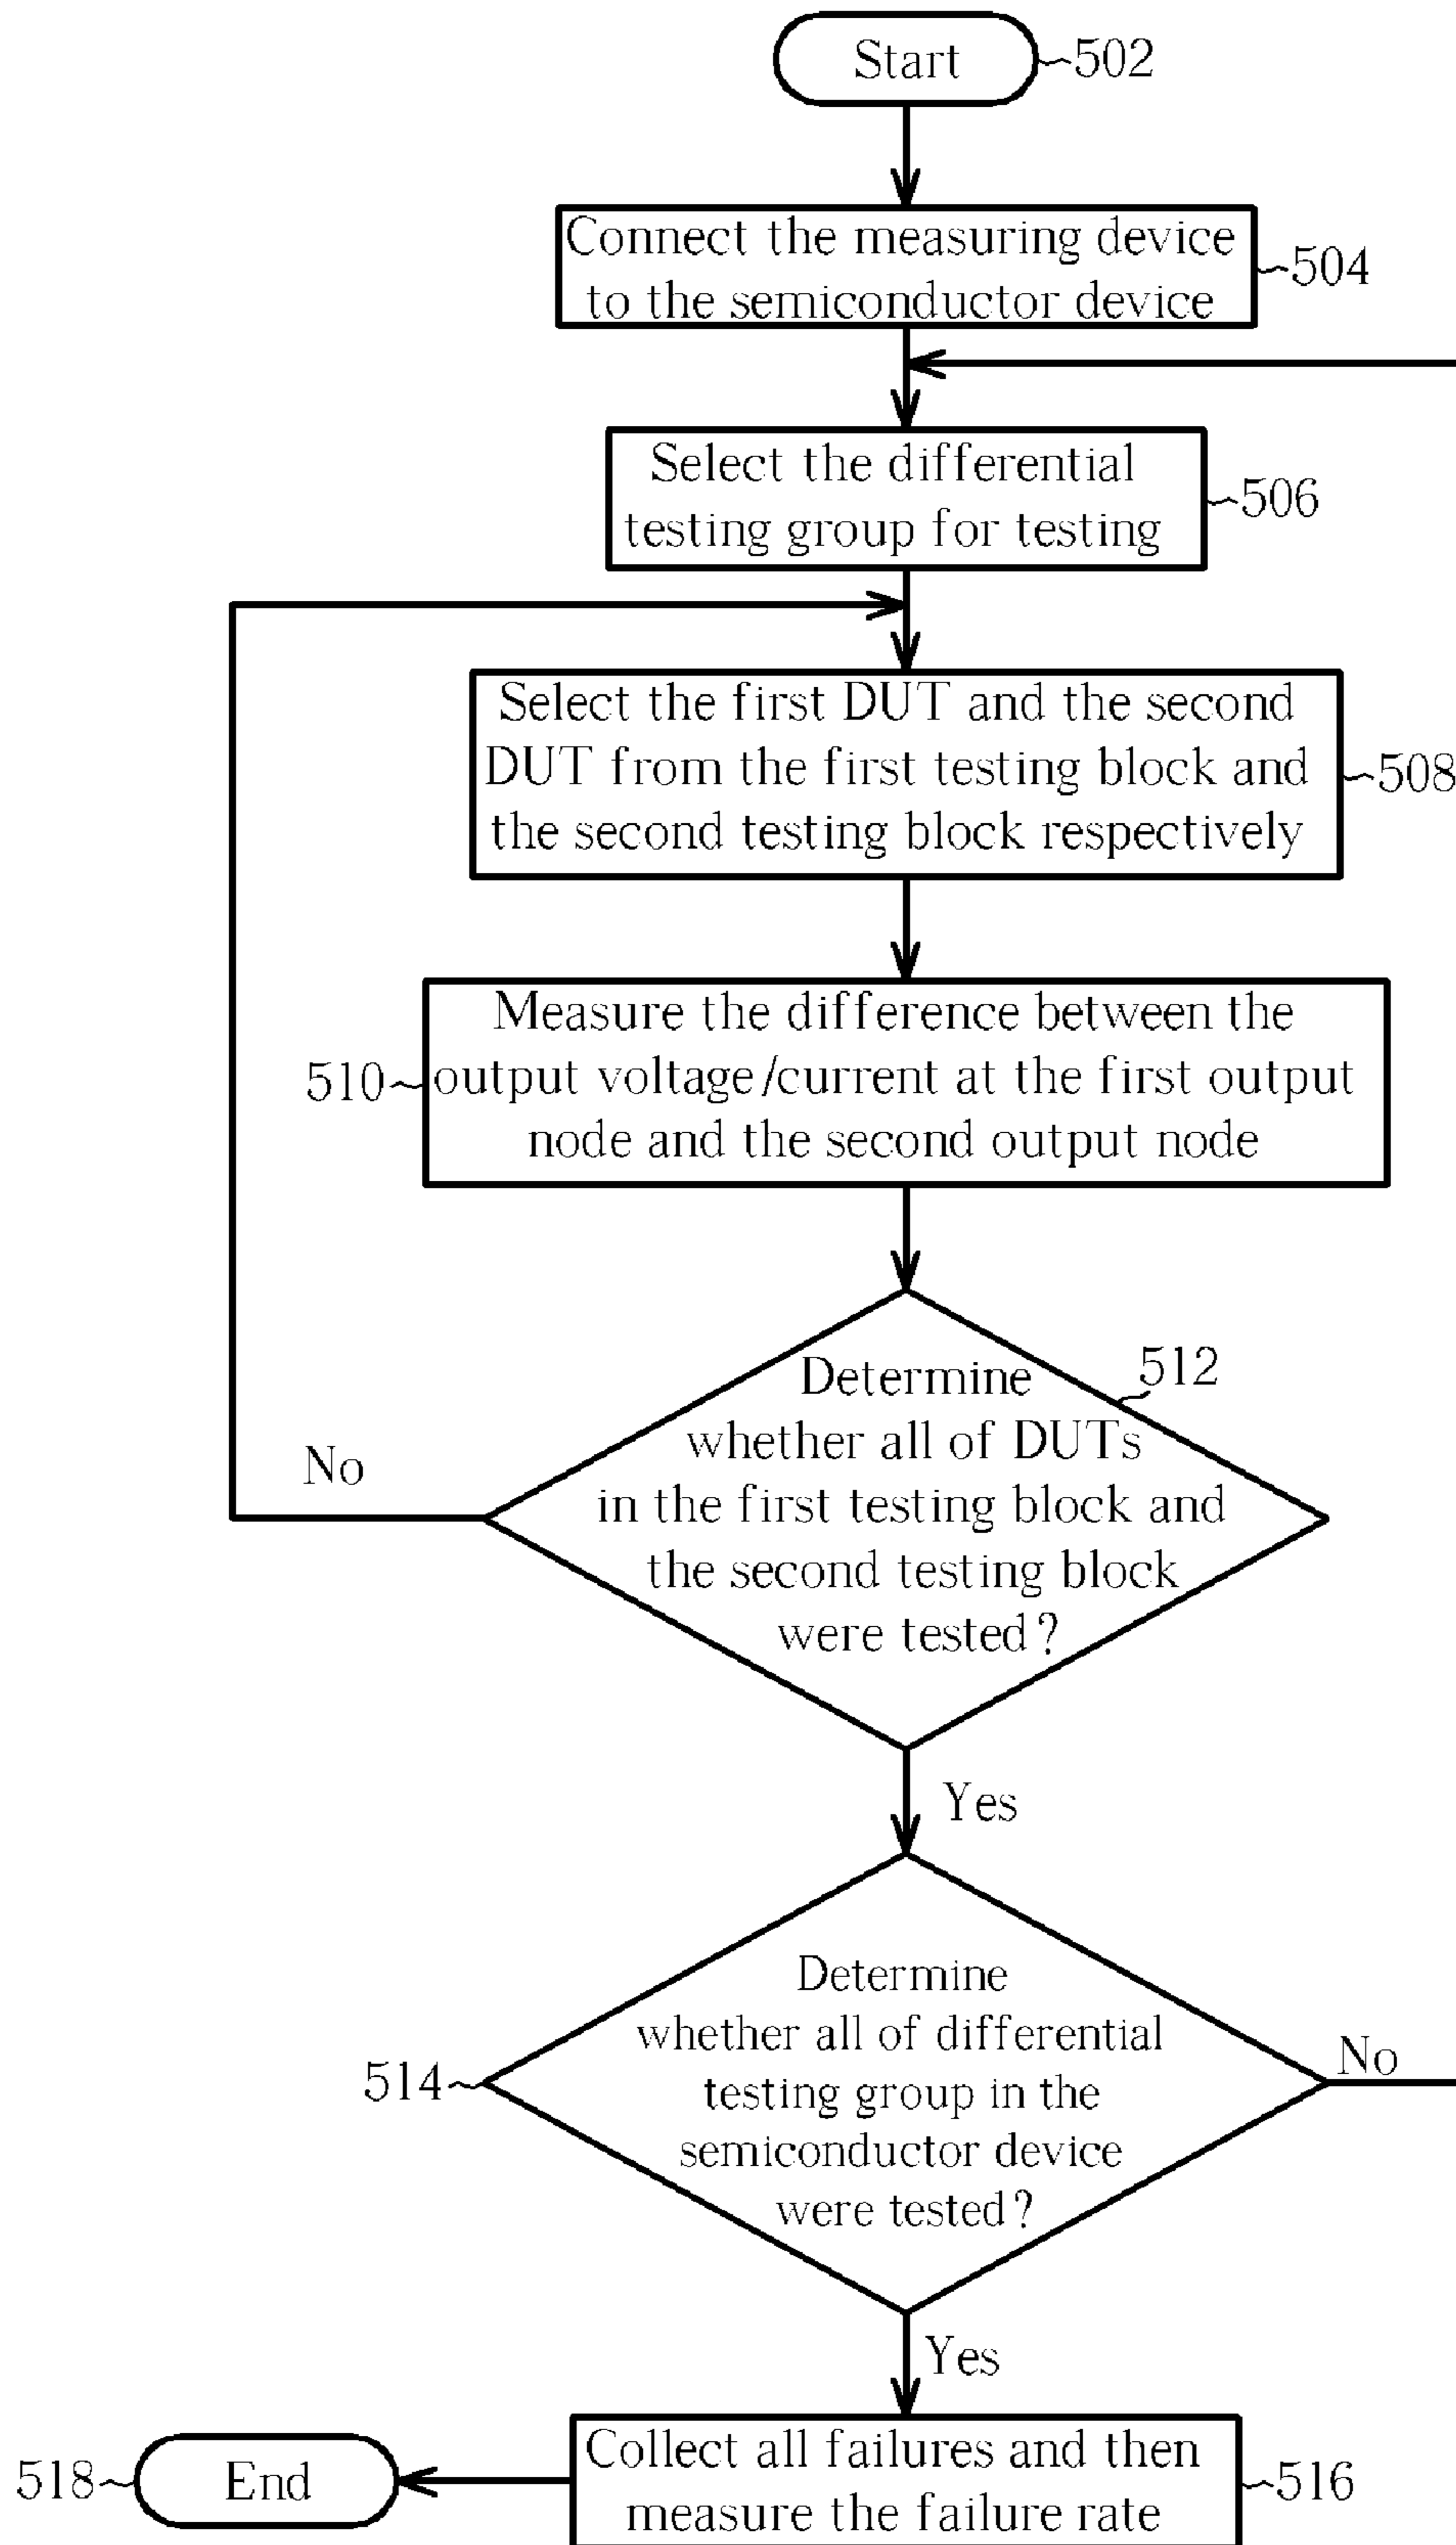 Start
502
Connect the measuring device
to the semiconductor device
504
Select the differential
testing group for testing
506
Select the first DUT and the second
DUT from the first testing block and
the second testing block respectively
508
Measure the difference between the
output voltage/current at the first output
node and the second output node
510
Determine
whether all of DUTs
in the first testing block and
the second testing block
were tested?
512
No
Yes
Determine
whether all of differential
testing group in the
semiconductor device
were tested?
514
No
Yes
Collect all failures and then
measure the failure rate
516
End
518